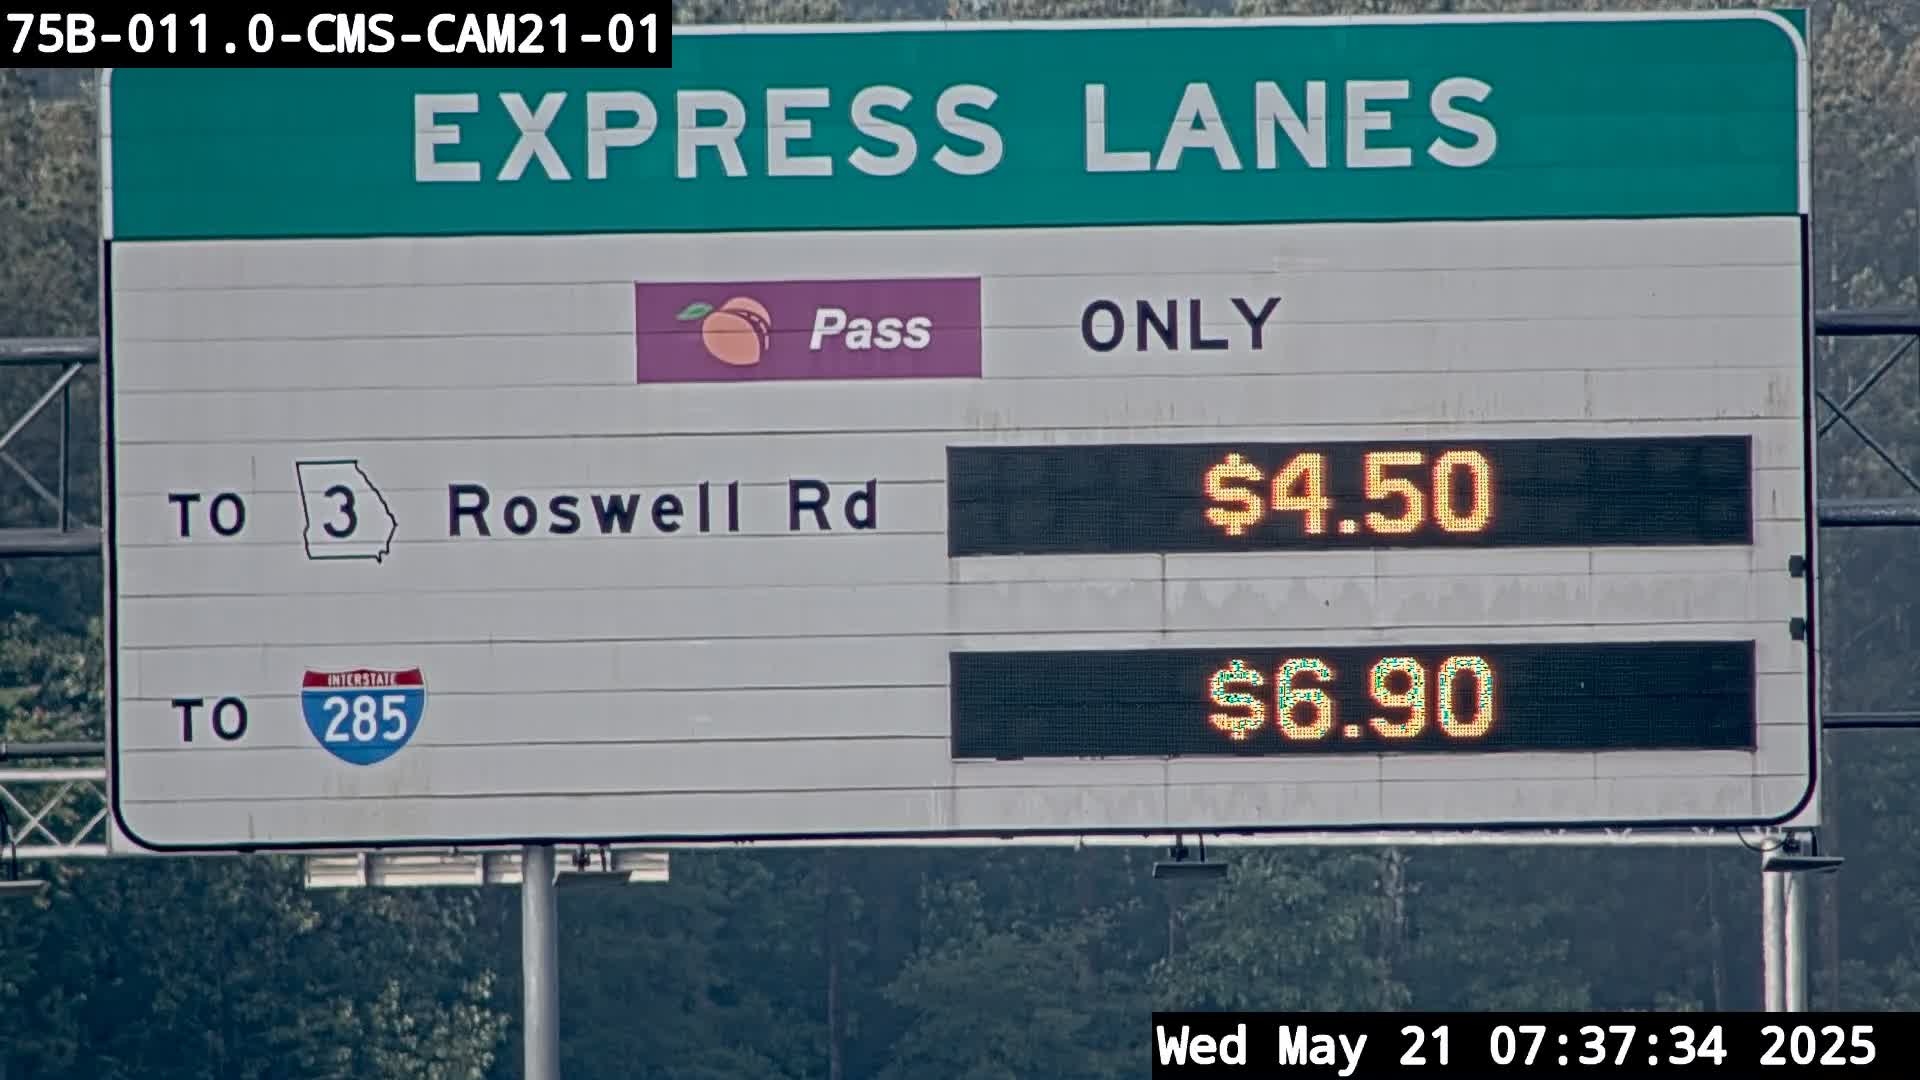 75B-011.0-CMS-CAM21-01
EXPRESS LANES
Pass ONLY
TO 3 Roswell Rd $4.50
INTERSTATE
TO 285 $6.90
Wed May 21 07:37:34 2025